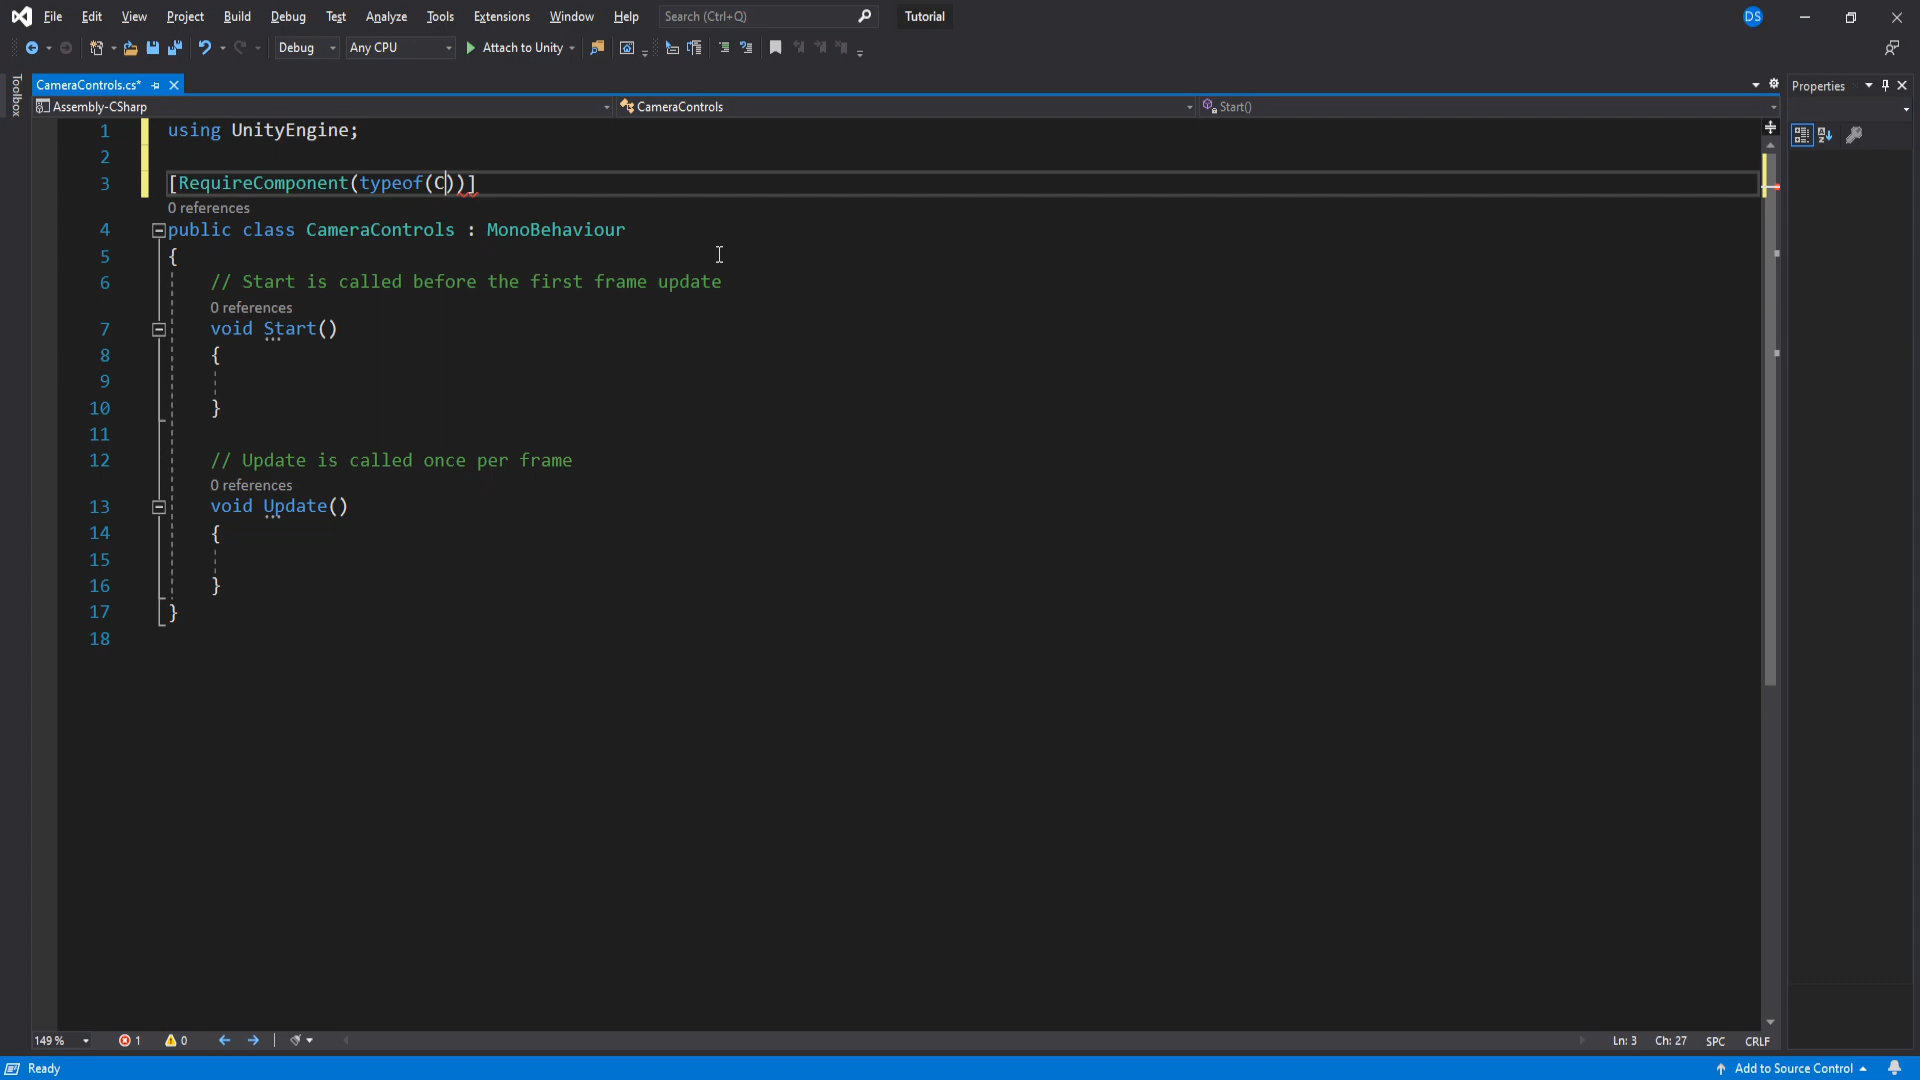 File Edit View Project Build Debug Test Analyze Tools Extensions Window Help Search (Ctrl+Q) Tutorial DS
Debug Any CPU Attach to Unity
Toolbox
CameraControls.cs*
Properties
Assembly-CSharp CameraControls Start()
1 using UnityEngine;
2
3 [RequireComponent(typeof(C))]
0 references
4 public class CameraControls : MonoBehaviour
5 {
6 // Start is called before the first frame update
0 references
7 void Start()
8 {
9
10 }
11
12 // Update is called once per frame
0 references
13 void Update()
14 {
15
16 }
17 }
18
149 % 1 0 Ln: 3 Ch: 27 SPC CRLF
Ready Add to Source Control